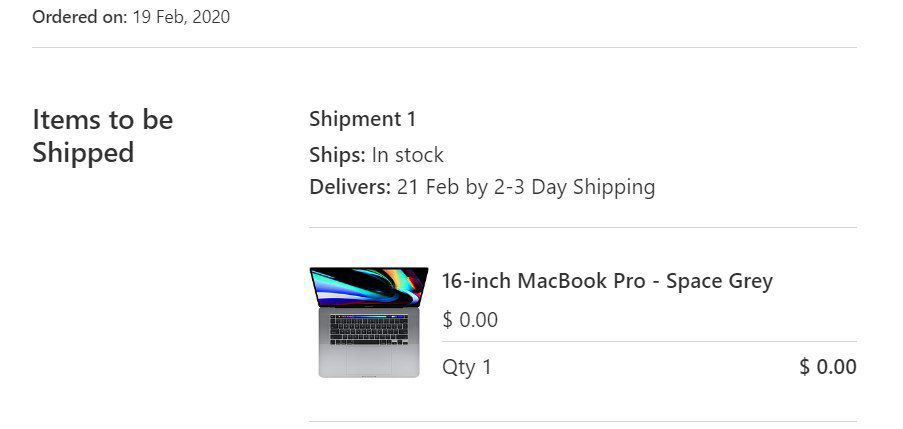 Ordered on: 19 Feb, 2020
Items to be
Shipped
Shipment 1
Ships: In stock
Delivers: 21 Feb by 2-3 Day Shipping
16-inch MacBook Pro - Space Grey
$ 0.00
Qty 1 $ 0.00